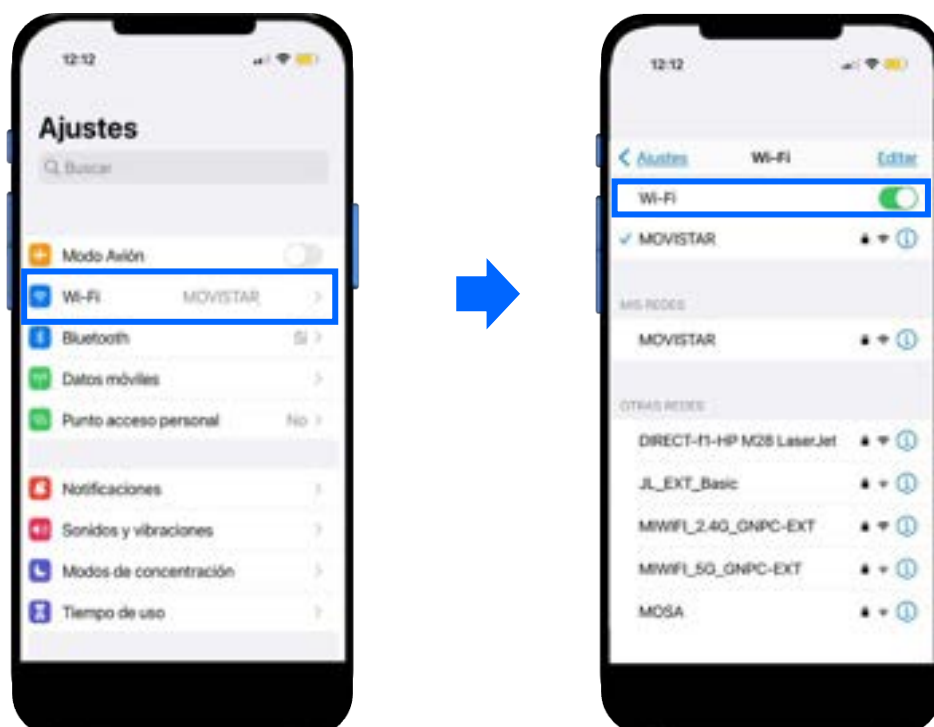 12:12
Ajustes
Buscar
Modo Avión
Wi-Fi MOVISTAR
Bluetooth Sí
Datos móviles
Punto acceso personal No
Notificaciones
Sonidos y vibraciones
Modos de concentración
Tiempo de uso
12:12
Ajustes Wi-Fi Editar
Wi-Fi
MOVISTAR
MIS REDES
MOVISTAR
OTRAS REDES
DIRECT-f1-HP M28 LaserJet
JL_EXT_Basic
MIWIFI_2.4G_GNPC-EXT
MIWIFI_5G_GNPC-EXT
MOSA